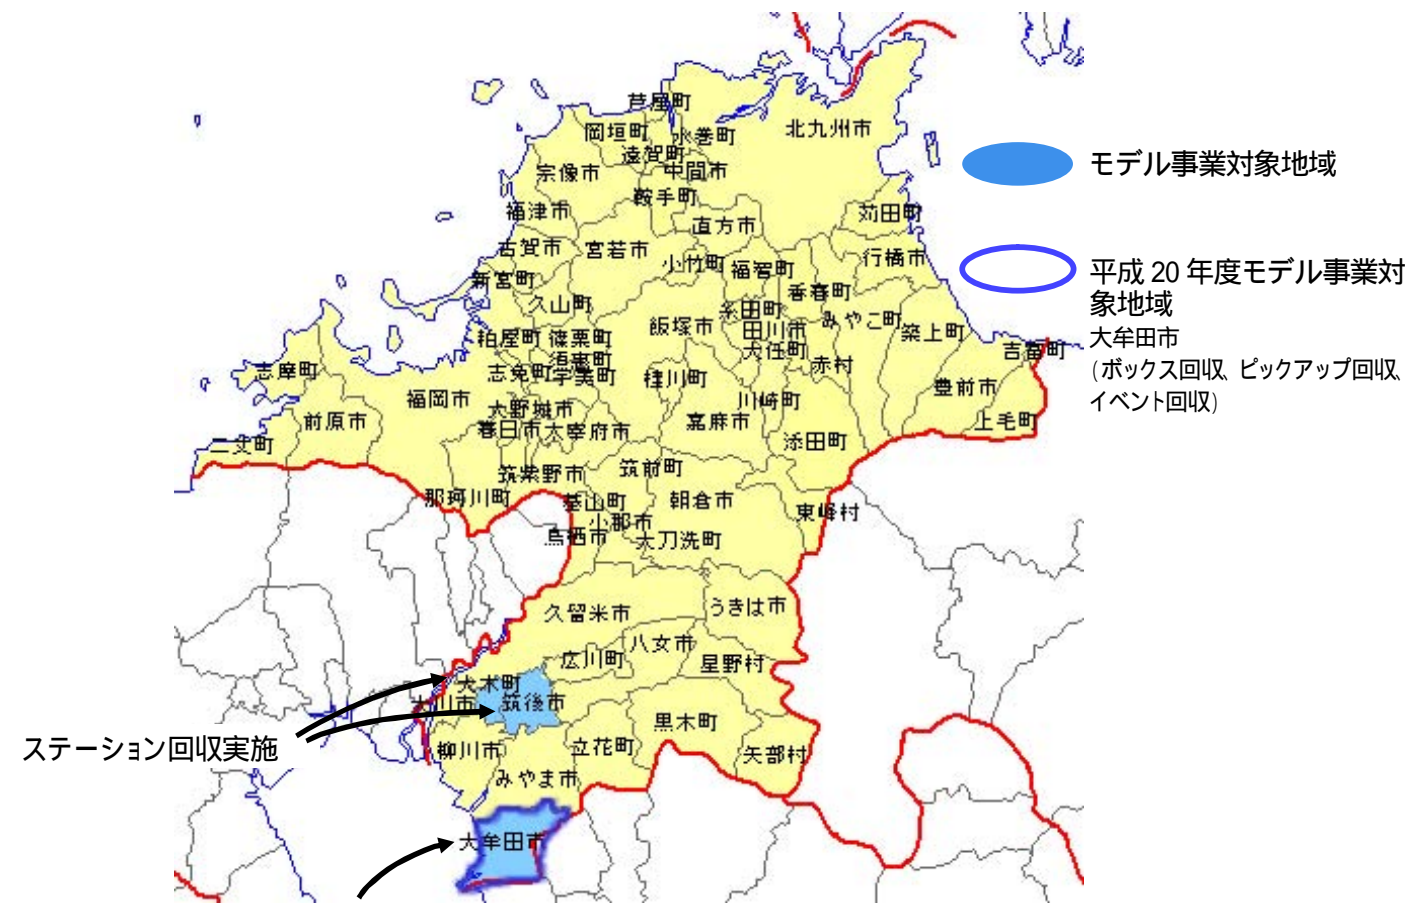 芦屋町
岡垣町
水巻町
北九州市
遠賀町
中間市
宗像市
鞍手町
福津市
苅田町
直方市
古賀市
宮若市
行橋市
小竹町
福智町
新宮町
香春町
久山町
糸田町
みやこ町
飯塚市
田川市
築上町
粕屋町
篠栗町
大任町
吉富町
須恵町
赤村
志摩町
志免町
宇美町
桂川町
豊前市
福岡市
川崎町
大野城市
前原市
嘉麻市
上毛町
春日市
太宰府市
添田町
二丈町
筑紫野市
筑前町
那珂川町
基山町
朝倉市
東峰村
小郡市
鳥栖市
大刀洗町
久留米市
うきは市
八女市
広川町
星野村
大木町
大川市
筑後市
黒木町
柳川市
立花町
矢部村
みやま市
大牟田市
ステーション回収実施
モデル事業対象地域
平成 20 年度モデル事業対
象地域
大牟田市
(ボックス回収、ピックアップ回収、
イベント回収)